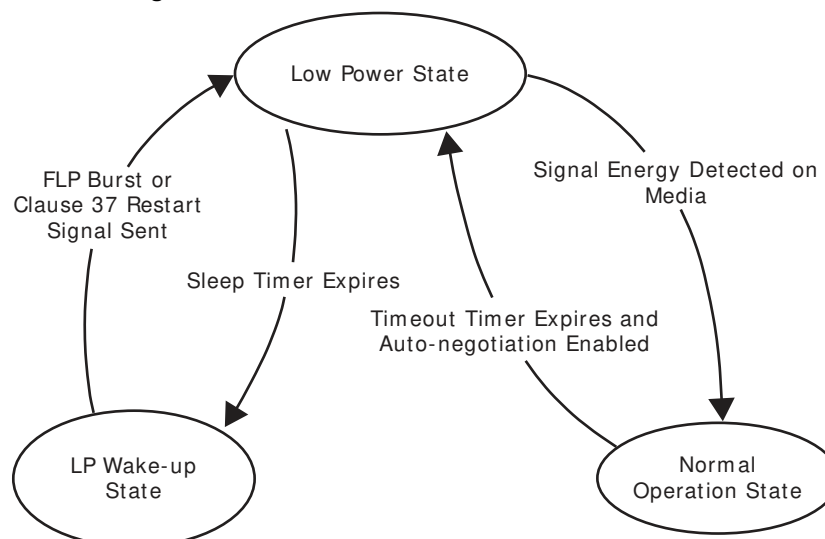 Low Power State
FLP Burst or
Clause 37 Restart
Signal Sent
Signal Energy Detected on
Media
Sleep Timer Expires
Timeout Timer Expires and
Auto-negotiation Enabled
LP Wake-up
State
Normal
Operation State